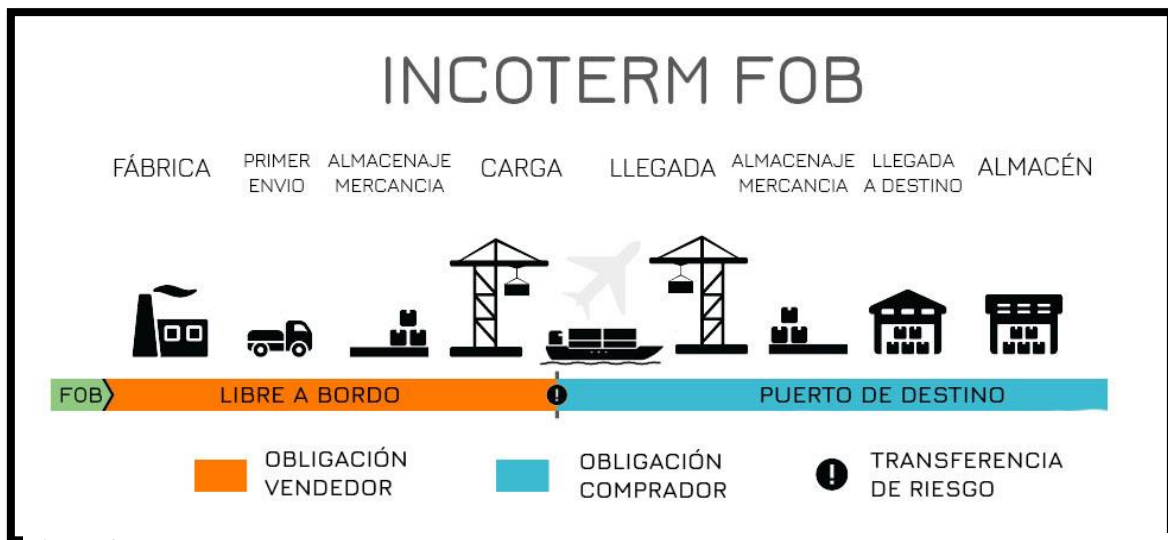 INCOTERM FOB
FÁBRICA
PRIMER
ENVIO
ALMACENAJE
MERCANCIA
CARGA
LLEGADA
ALMACENAJE
MERCANCIA
LLEGADA
A DESTINO
ALMACÉN
FOB
LIBRE A BORDO
!
PUERTO DE DESTINO
OBLIGACIÓN
VENDEDOR
OBLIGACIÓN
COMPRADOR
!
TRANSFERENCIA
DE RIESGO